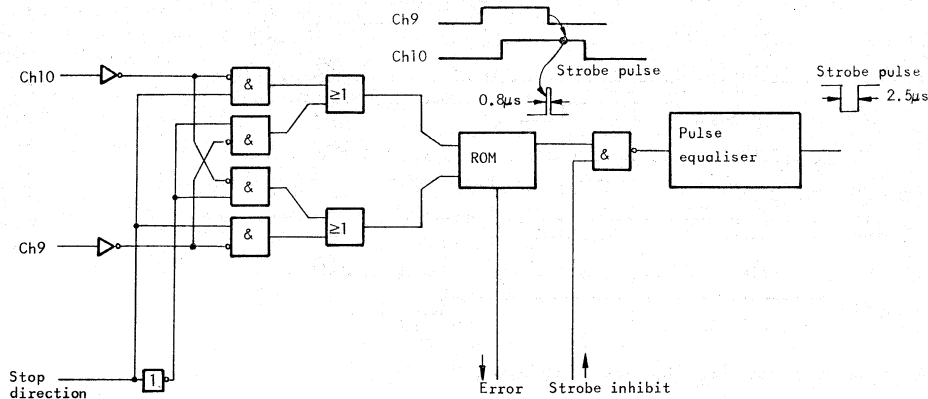 Ch9
Ch10
Strobe pulse
0.8µs
Strobe pulse
2.5µs
Ch10
&
≥1
&
ROM
&
Pulse
equaliser
&
&
≥1
Ch9
Stop
direction
1
Error
Strobe inhibit